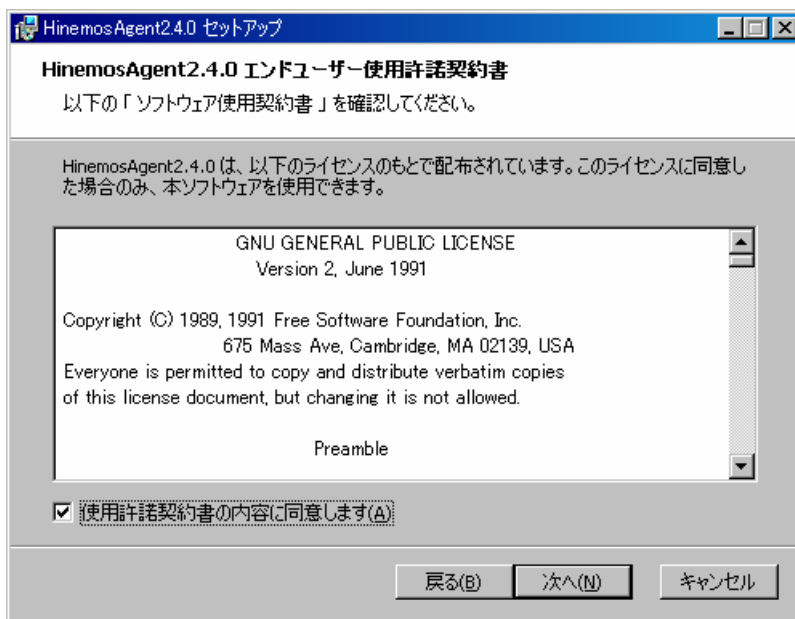 HinemosAgent2.4.0 セットアップ
HinemosAgent2.4.0 エンドユーザー使用許諾契約書
以下の「 ソフトウェア使用契約書 」を確認してください。
HinemosAgent2.4.0 は、以下のライセンスのもとで配布されています。このライセンスに同意し
た場合のみ、本ソフトウェアを使用できます。
GNU GENERAL PUBLIC LICENSE
Version 2, June 1991
Copyright (C) 1989, 1991 Free Software Foundation, Inc.
675 Mass Ave, Cambridge, MA 02139, USA
Everyone is permitted to copy and distribute verbatim copies
of this license document, but changing it is not allowed.
Preamble
使用許諾契約書の内容に同意します(A)
戻る(B) 次へ(N) キャンセル